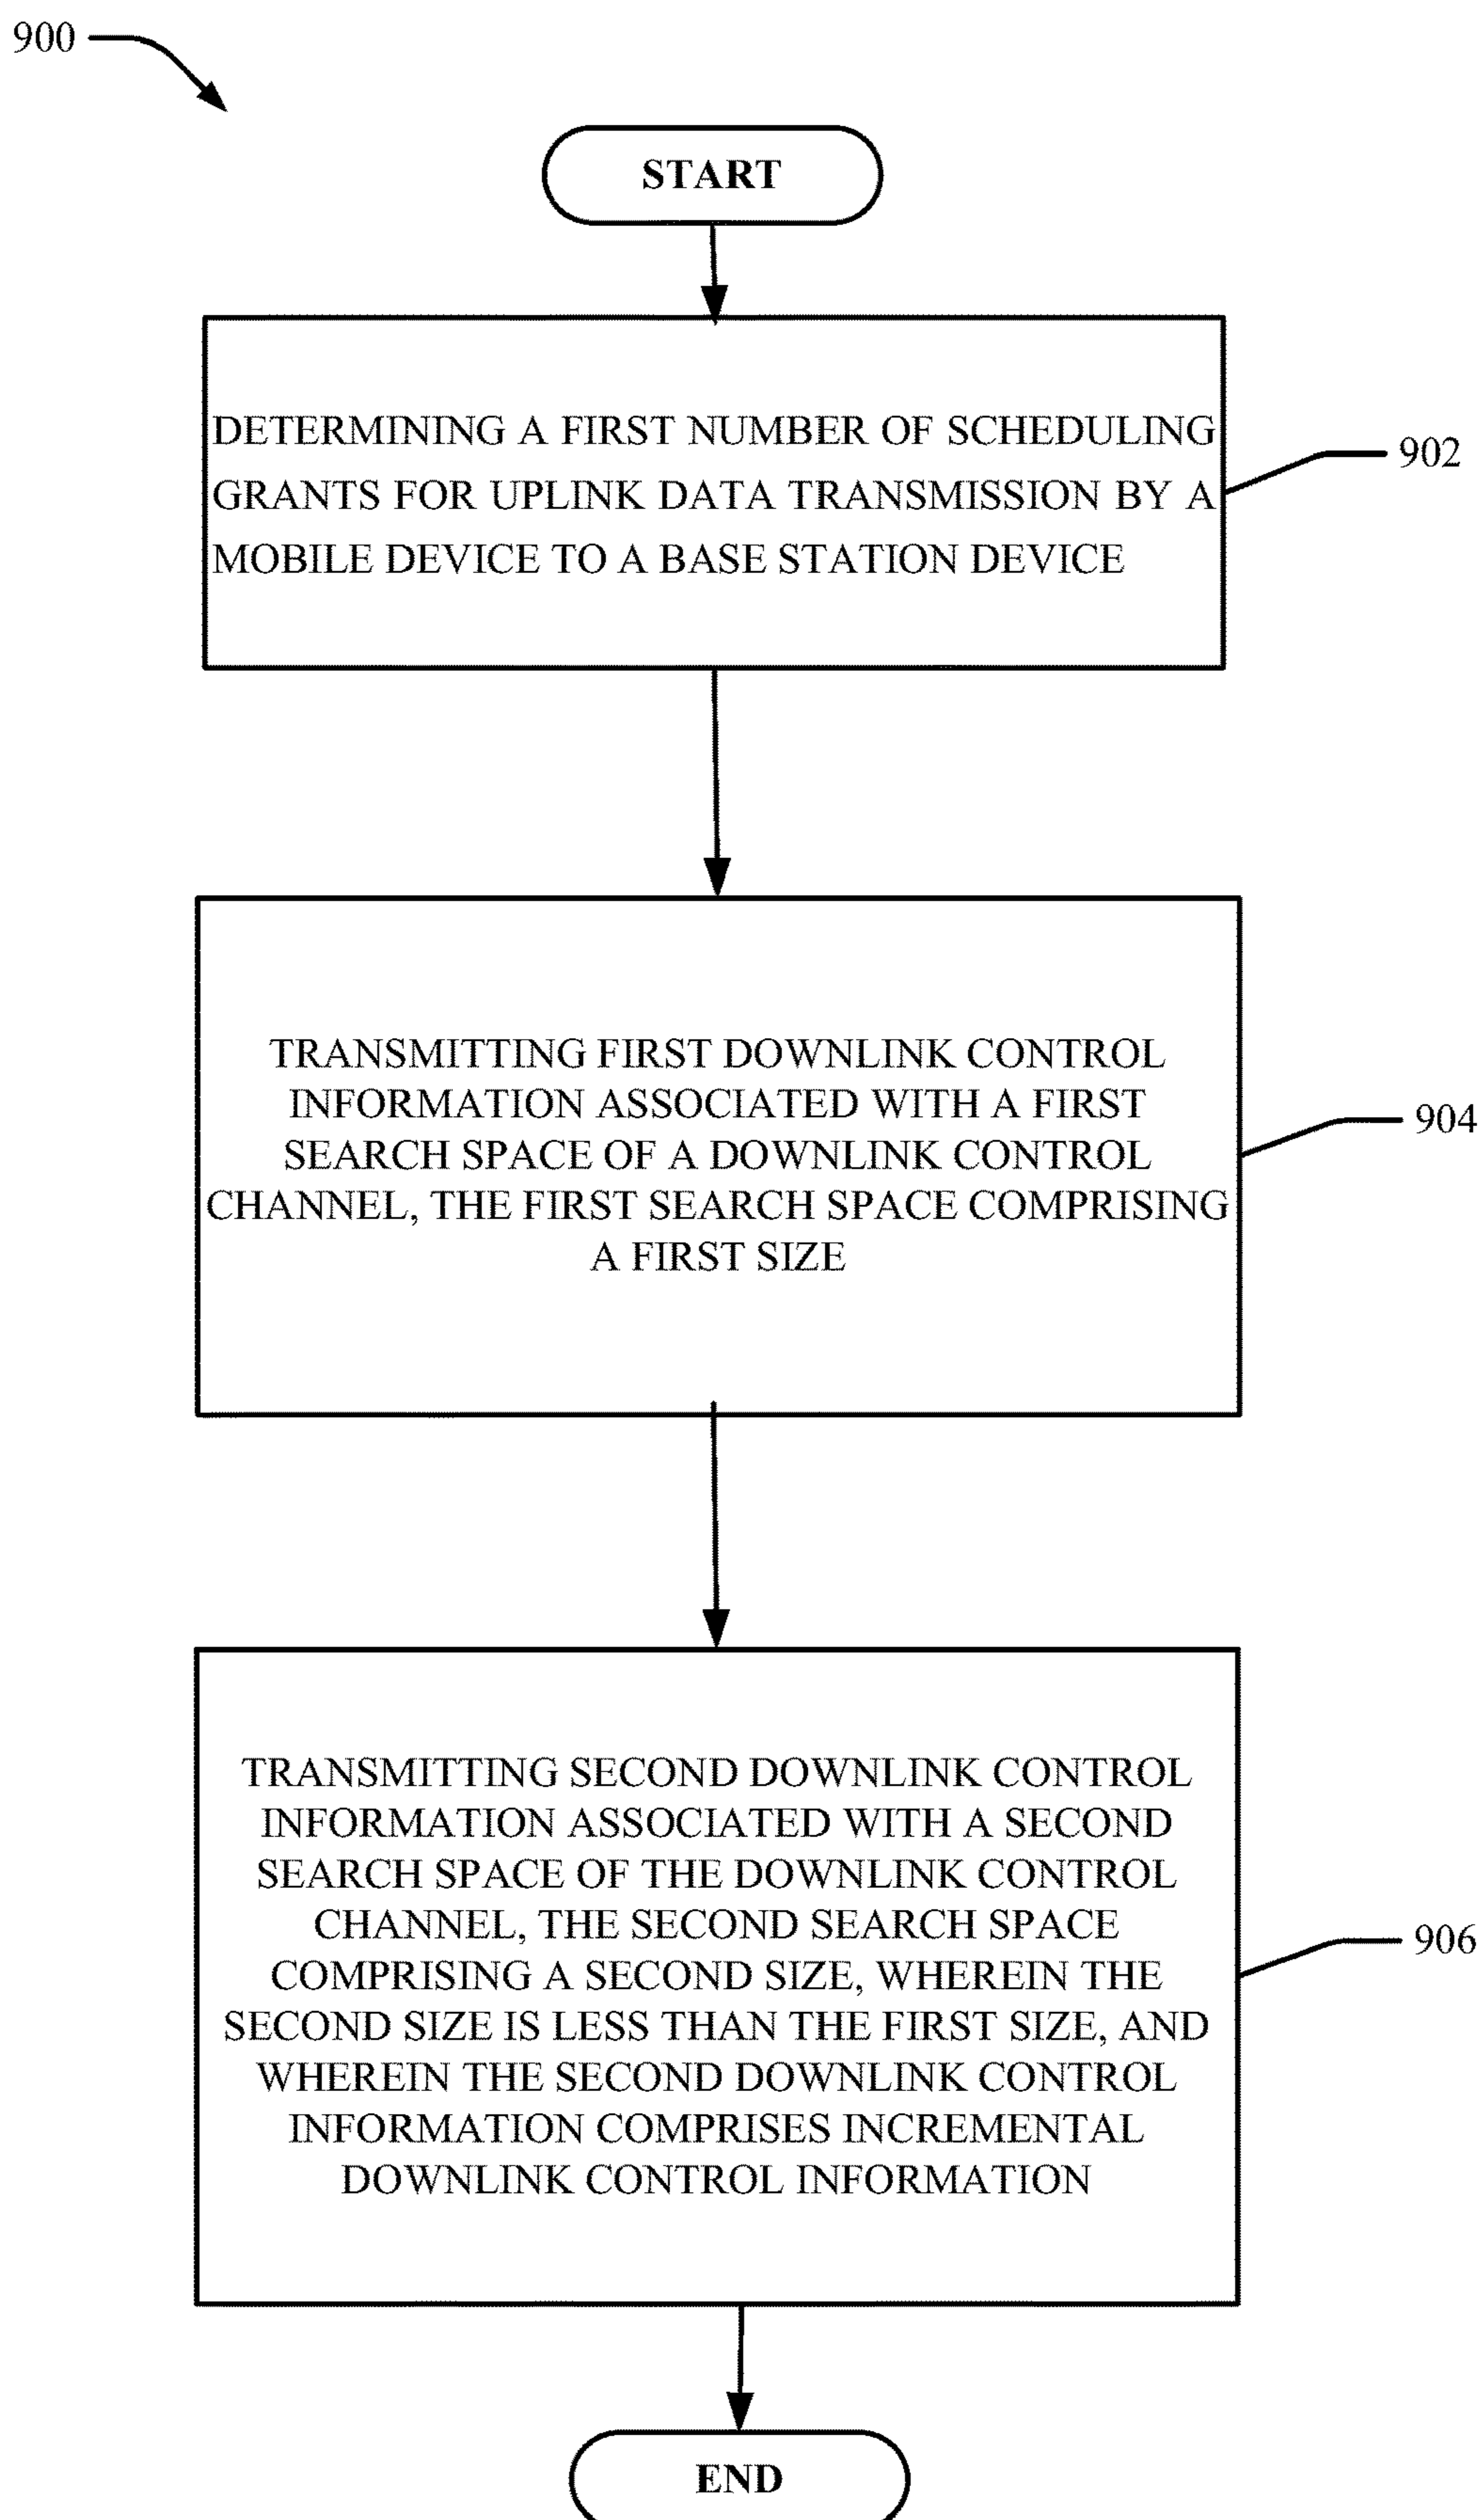 900
START
DETERMINING A FIRST NUMBER OF SCHEDULING
GRANTS FOR UPLINK DATA TRANSMISSION BY A
MOBILE DEVICE TO A BASE STATION DEVICE
902
TRANSMITTING FIRST DOWNLINK CONTROL
INFORMATION ASSOCIATED WITH A FIRST
SEARCH SPACE OF A DOWNLINK CONTROL
CHANNEL, THE FIRST SEARCH SPACE COMPRISING
A FIRST SIZE
904
TRANSMITTING SECOND DOWNLINK CONTROL
INFORMATION ASSOCIATED WITH A SECOND
SEARCH SPACE OF THE DOWNLINK CONTROL
CHANNEL, THE SECOND SEARCH SPACE
COMPRISING A SECOND SIZE, WHEREIN THE
SECOND SIZE IS LESS THAN THE FIRST SIZE, AND
WHEREIN THE SECOND DOWNLINK CONTROL
INFORMATION COMPRISES INCREMENTAL
DOWNLINK CONTROL INFORMATION
906
END